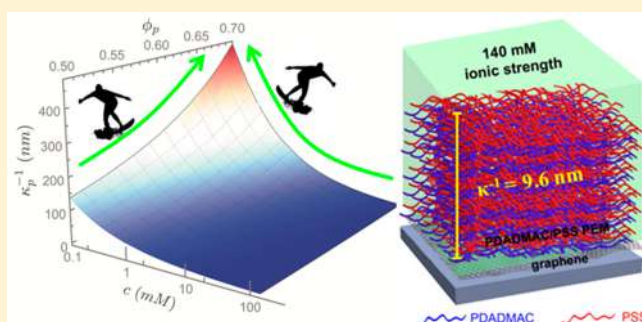 ϕp
0.50
0.55
0.60
0.65
0.70
400
300
200
100
0
κp⁻¹ (nm)
0.1
1
10
100
c (mM)
140 mM
ionic strength
κ⁻¹ = 9.6 nm
PDADMAC/PSS PEM
graphene
PDADMAC